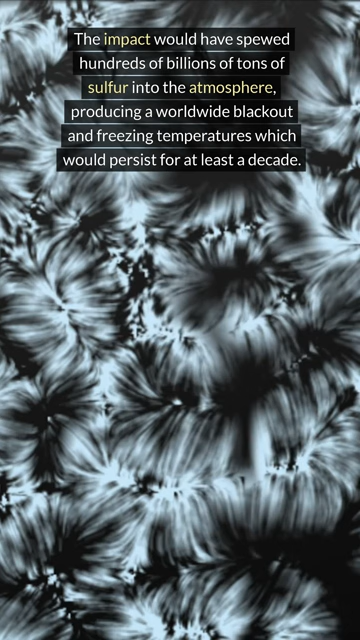 The impact would have spewed
hundreds of billions of tons of
sulfur into the atmosphere,
producing a worldwide blackout
and freezing temperatures which
would persist for at least a decade.